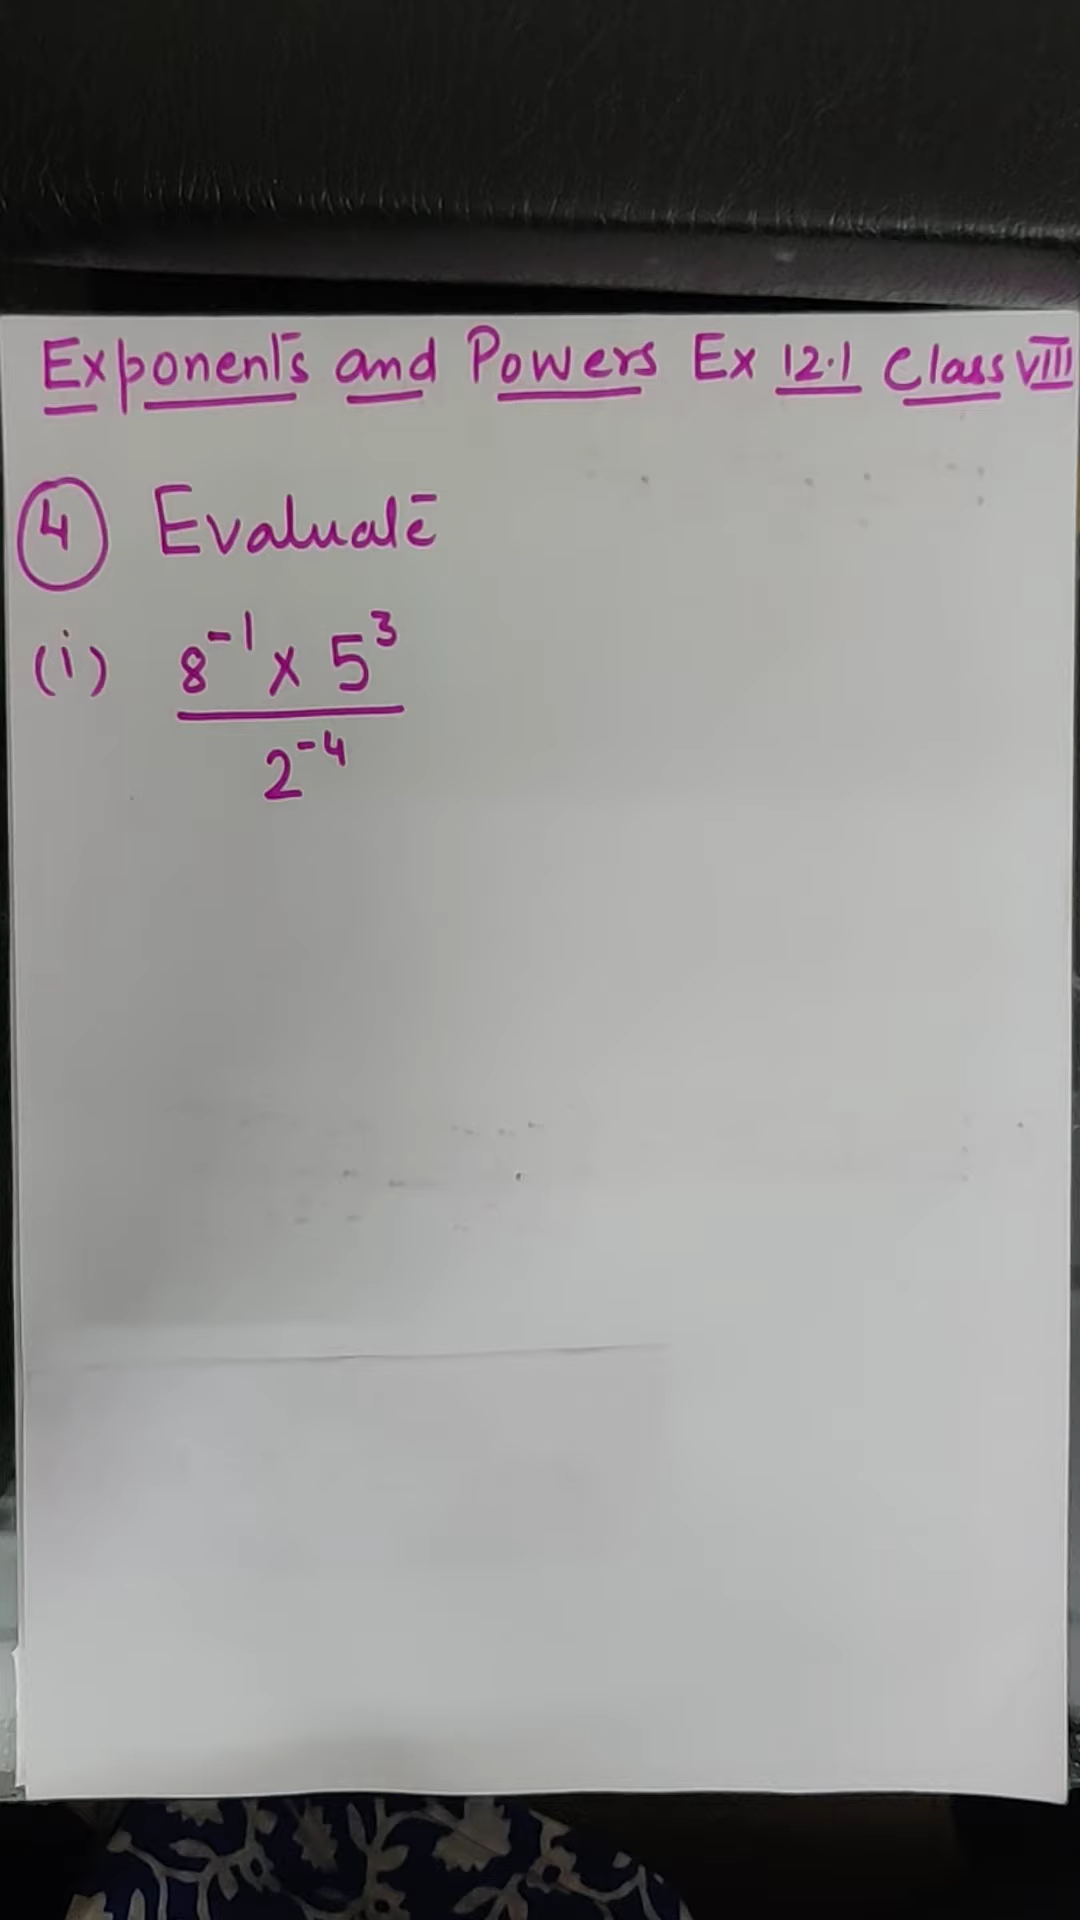 Exponents and Powers Ex 12.1 Class VIII
4 Evaluate
(i) 8⁻¹ x 5³
2⁻⁴